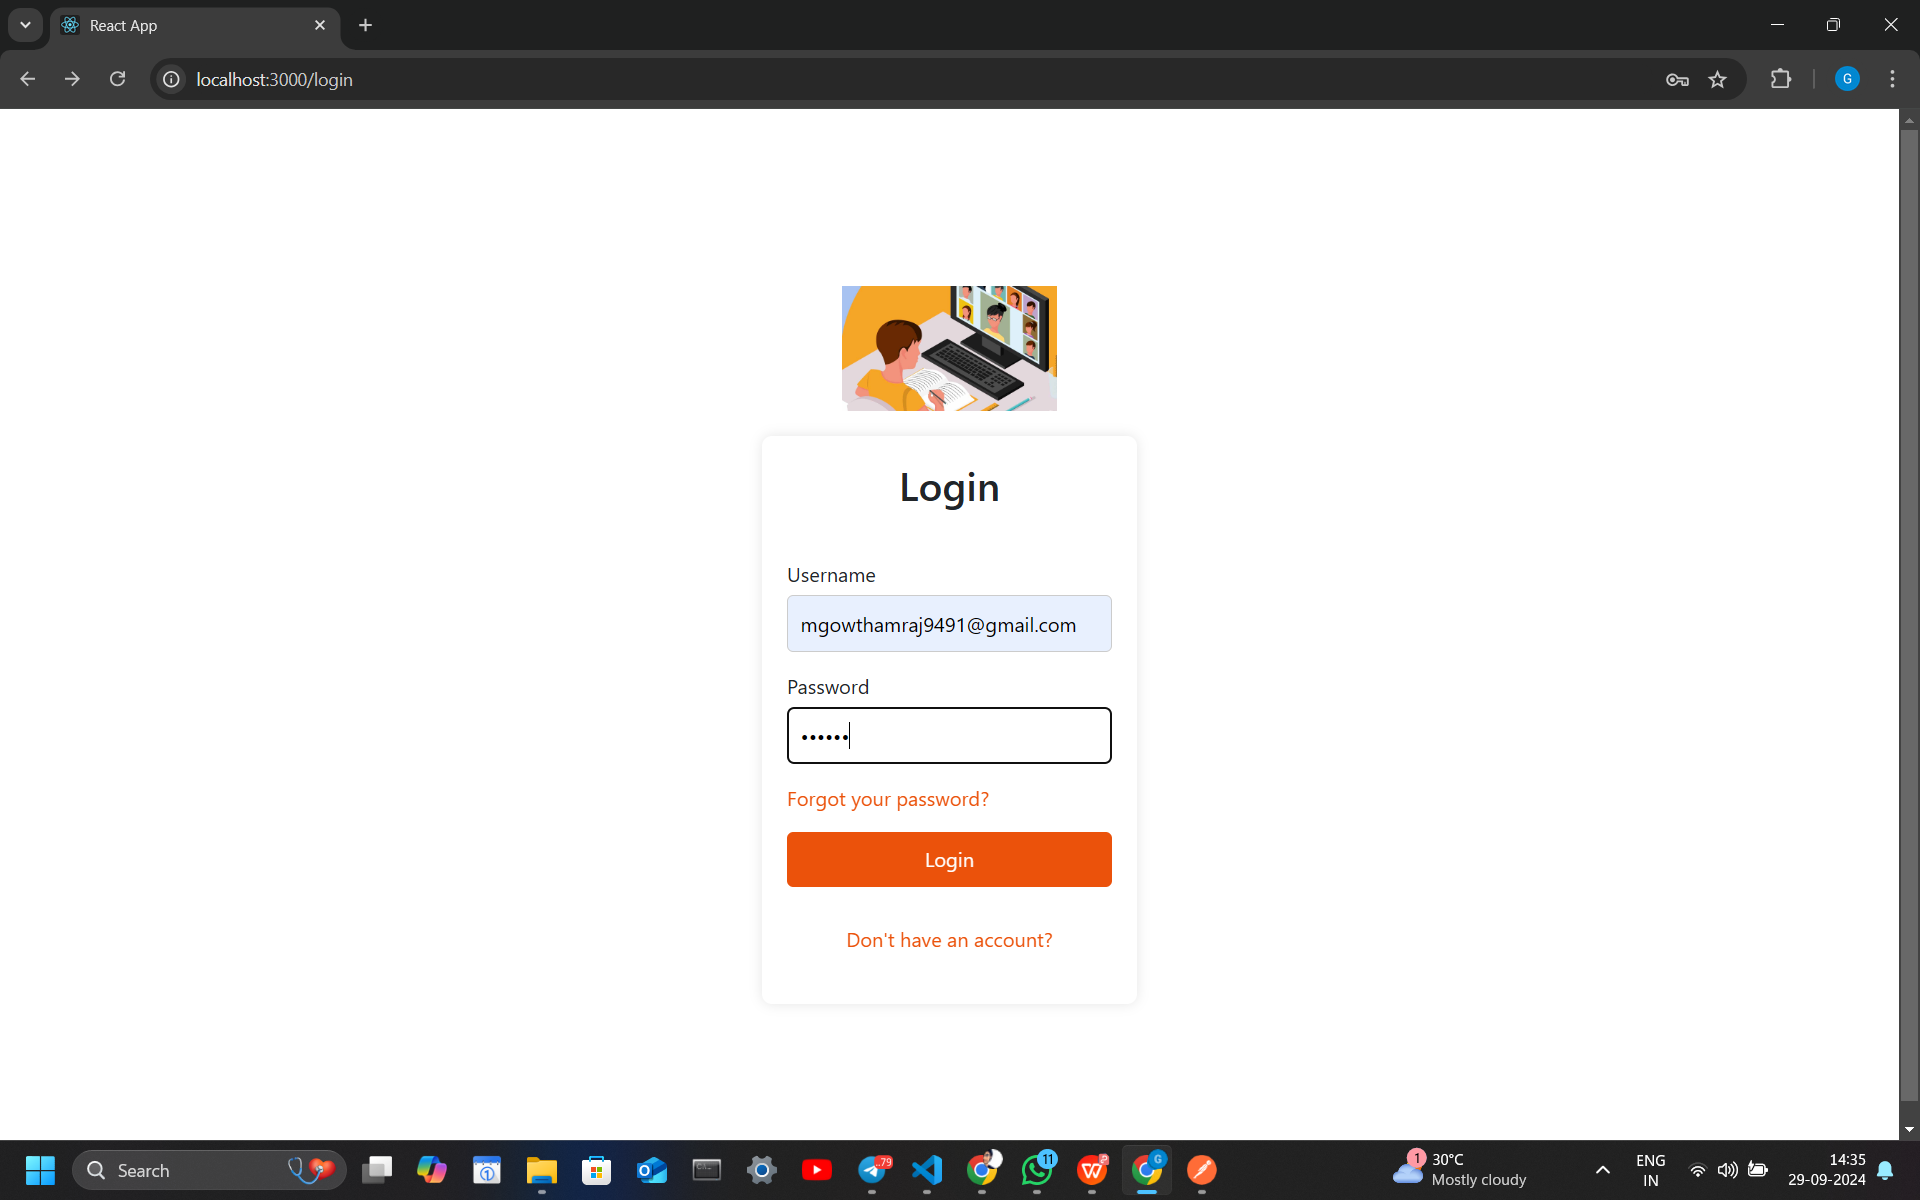 React App
localhost:3000/login
G
Login
Username
mgowthamraj9491@gmail.com
Password
Forgot your password?
Login
Don't have an account?
Search
79
11
G
1
30°C
Mostly cloudy
ENG
IN
14:35
29-09-2024